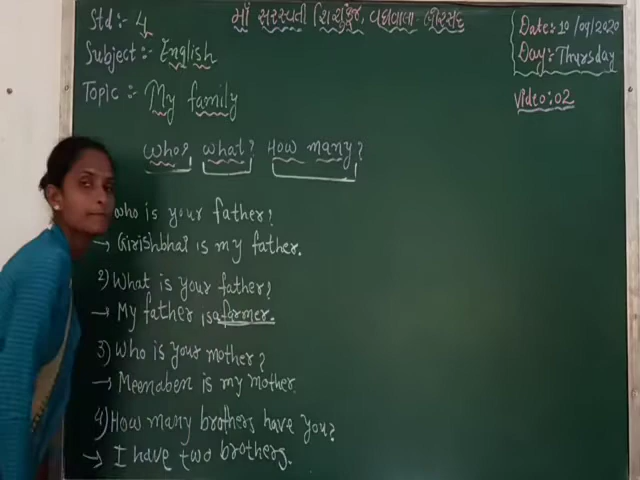 Std:- 4
માઁ સરસ્વતી શિશુકુંજ, વહાવાલા બોરસદ
Date:- 10/09/2020
Subject:- English
Day:- Thursday
Topic:- My family
Video:02
Who? What? How many?
Who is your father?
→ Girishbhai is my father.
2) What is your father?
→ My father is a farmer.
3) Who is your mother?
→ Meenaben is my mother.
4) How many brothers have you?
→ I have two brothers.